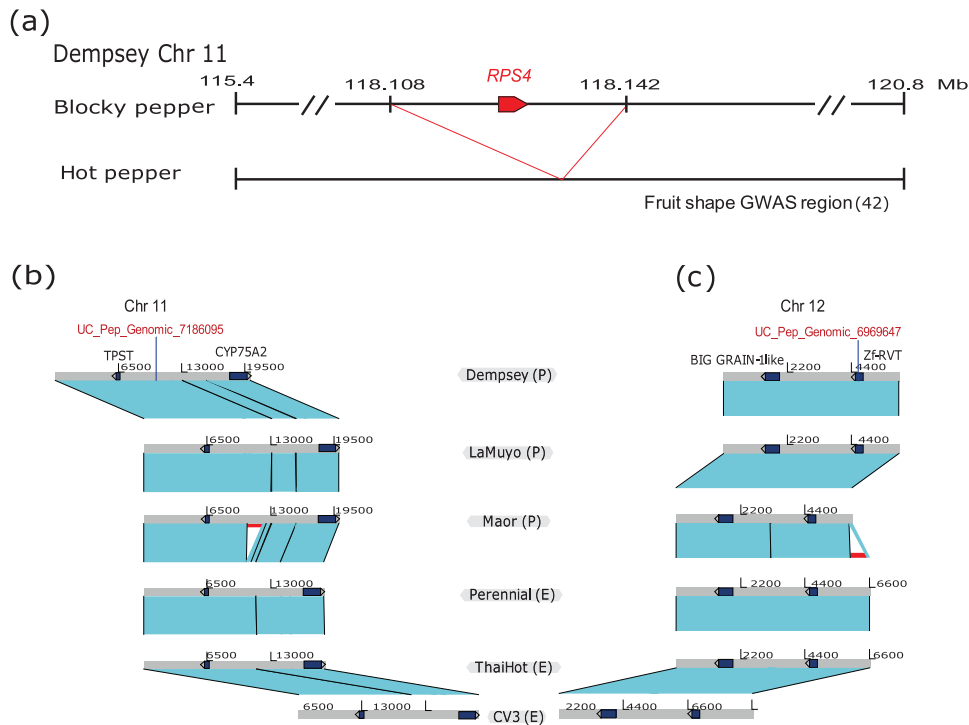 (a)
Dempsey Chr 11
115.4 118.108 RPS4 118.142 120.8 Mb
Blocky pepper
Hot pepper
Fruit shape GWAS region (42)
(b)
Chr 11
UC_Pep_Genomic_7186095
TPST CYP75A2
6500 13000 19500
6500 13000 19500
6500 13000 19500
6500 13000
6500 13000
6500 13000
Dempsey (P)
LaMuyo (P)
Maor (P)
Perennial (E)
ThaiHot (E)
CV3 (E)
(c)
Chr 12
UC_Pep_Genomic_6969647
BIG GRAIN-like Zf-RVT
2200 4400
2200 4400
2200 4400
2200 4400 6600
2200 4400 6600
2200 4400 6600